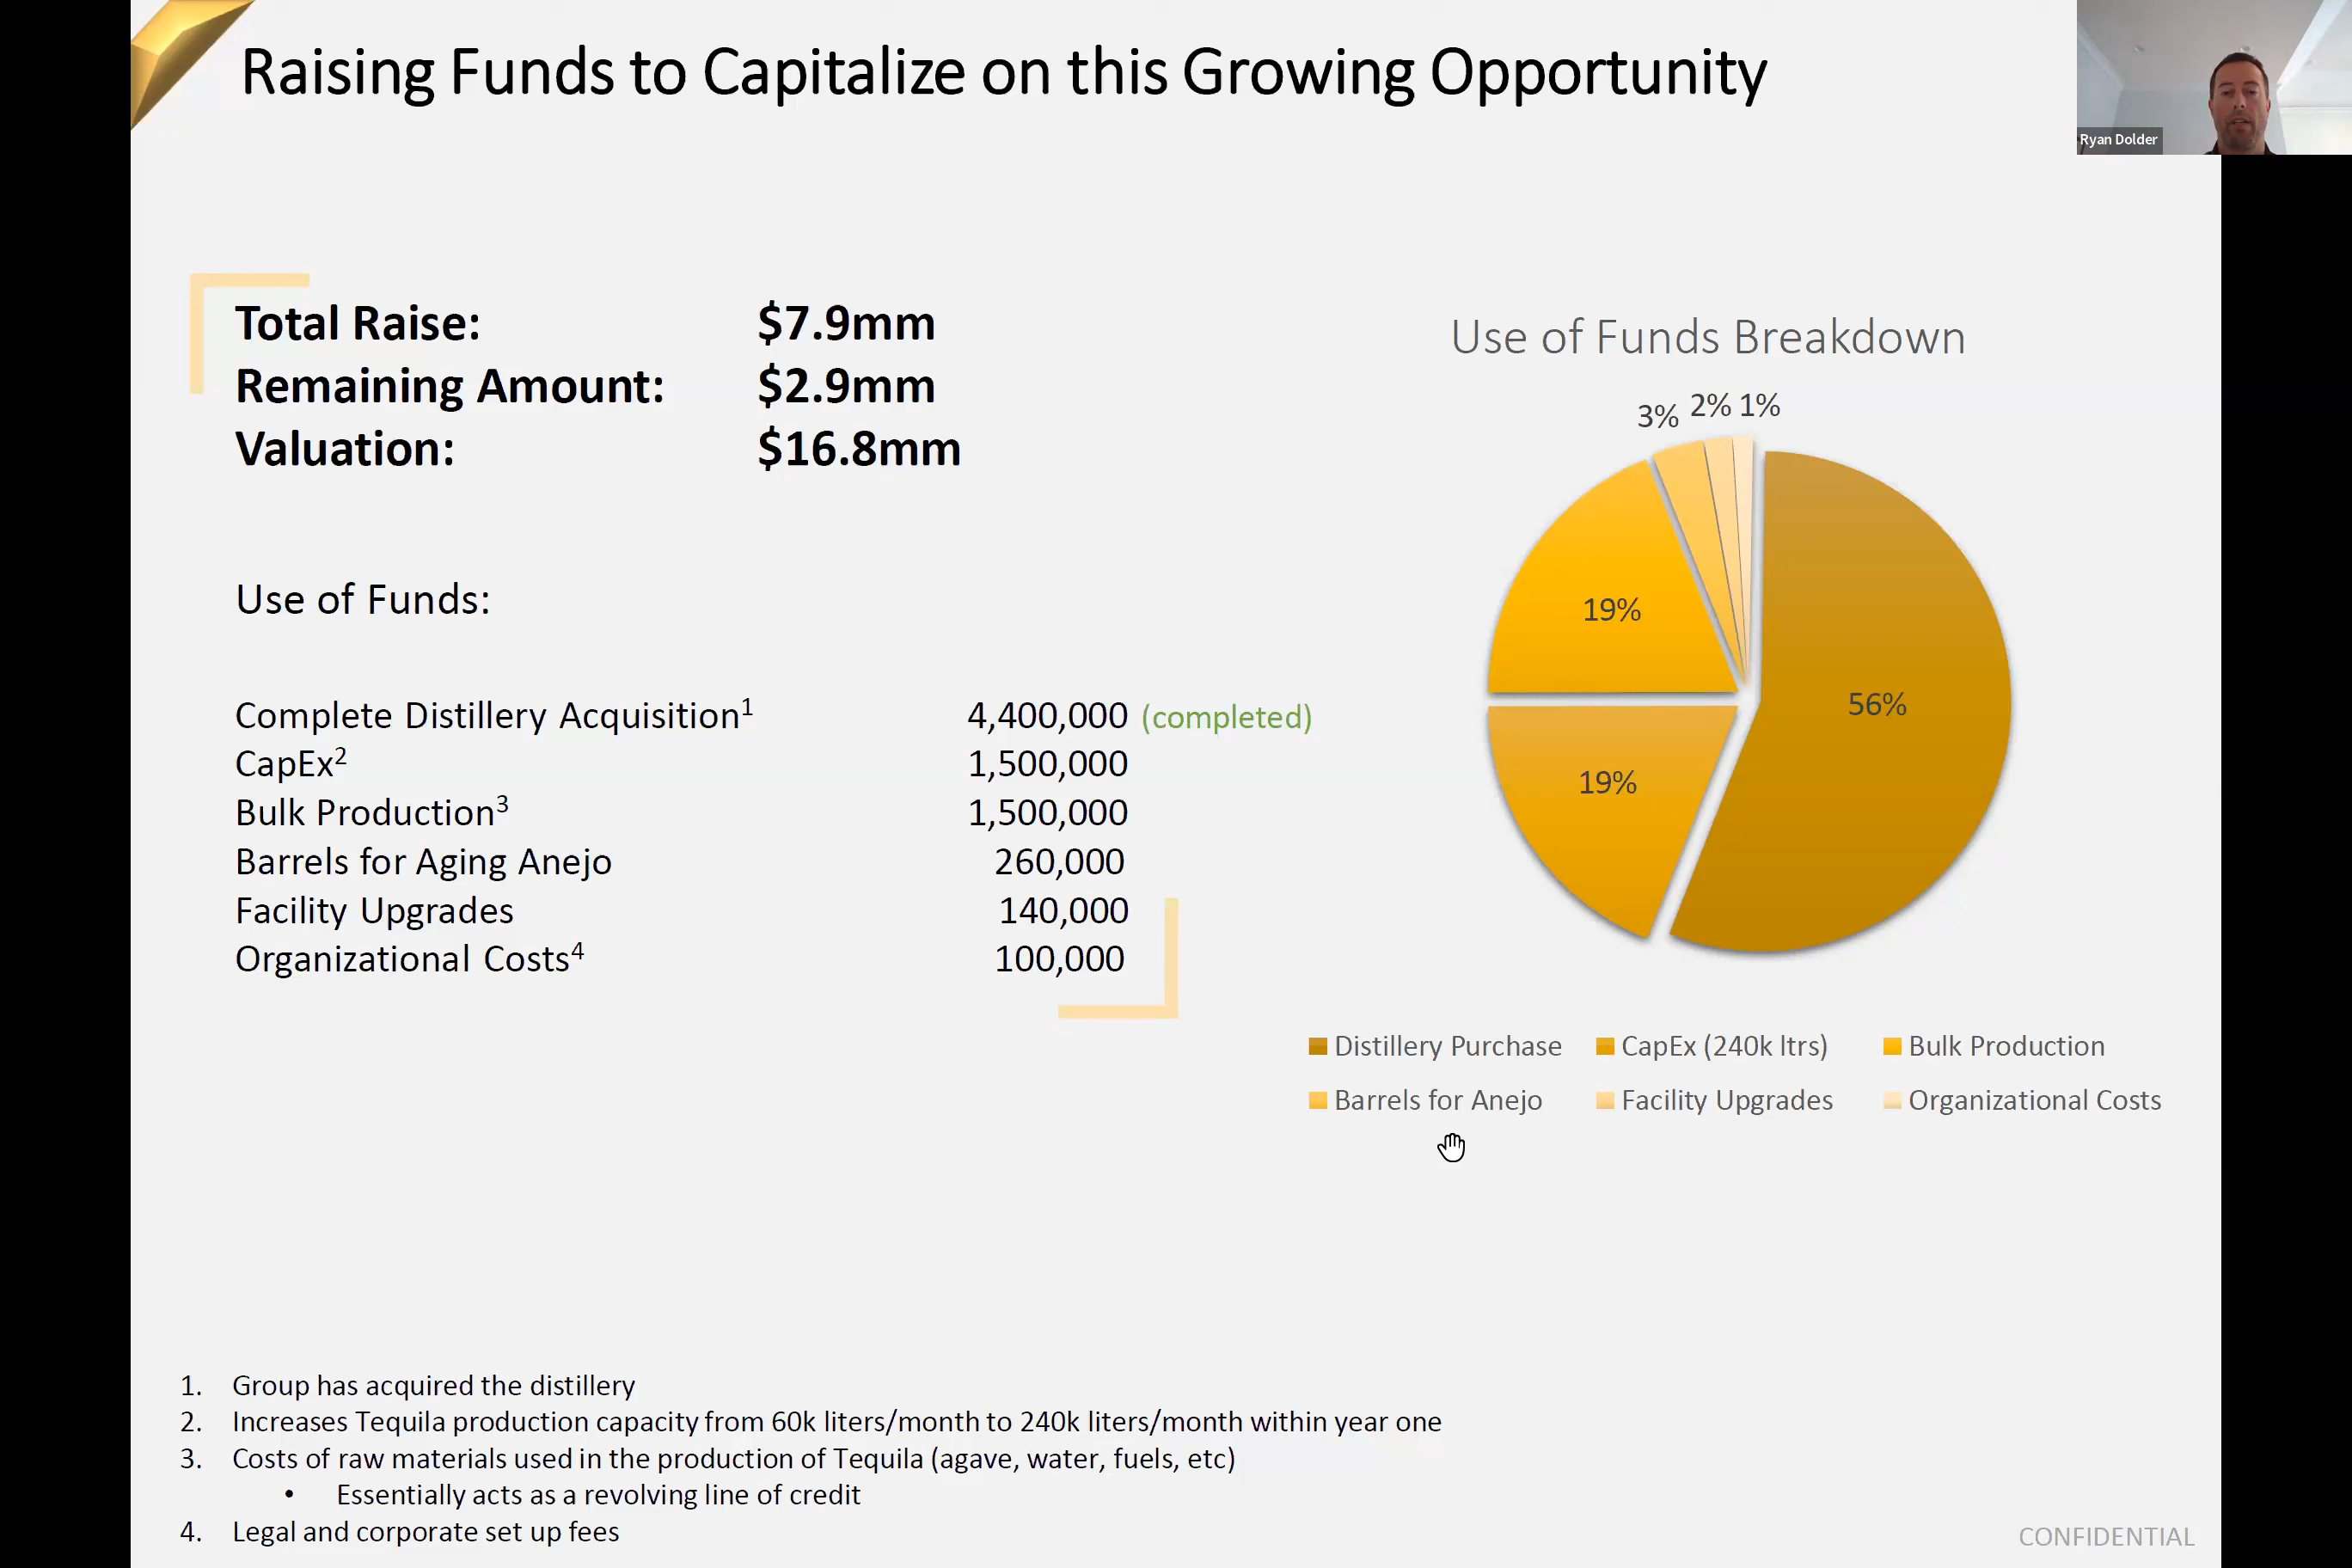 Raising Funds to Capitalize on this Growing Opportunity
Ryan Dolder
Total Raise: $7.9mm
Remaining Amount: $2.9mm
Valuation: $16.8mm
Use of Funds:
Complete Distillery Acquisition1 4,400,000 (completed)
CapEx2 1,500,000
Bulk Production3 1,500,000
Barrels for Aging Anejo 260,000
Facility Upgrades 140,000
Organizational Costs4 100,000
Use of Funds Breakdown
3% 2% 1%
19%
56%
19%
Distillery Purchase CapEx (240k ltrs) Bulk Production
Barrels for Anejo Facility Upgrades Organizational Costs
1. Group has acquired the distillery
2. Increases Tequila production capacity from 60k liters/month to 240k liters/month within year one
3. Costs of raw materials used in the production of Tequila (agave, water, fuels, etc)
• Essentially acts as a revolving line of credit
4. Legal and corporate set up fees
CONFIDENTIAL